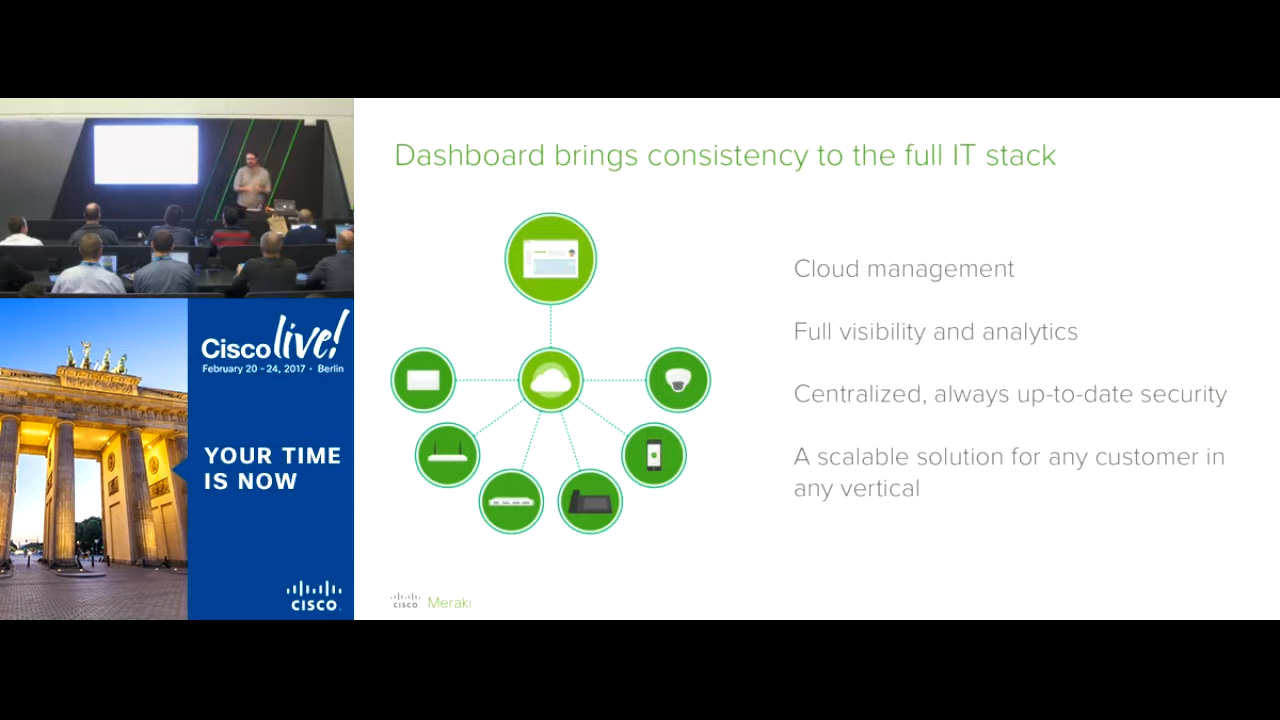 Dashboard brings consistency to the full IT stack
Cloud management
Full visibility and analytics
Centralized, always up-to-date security
A scalable solution for any customer in
any vertical
CISCO Meraki
Cisco live!
February 20 - 24, 2017 • Berlin
YOUR TIME
IS NOW
CISCO.